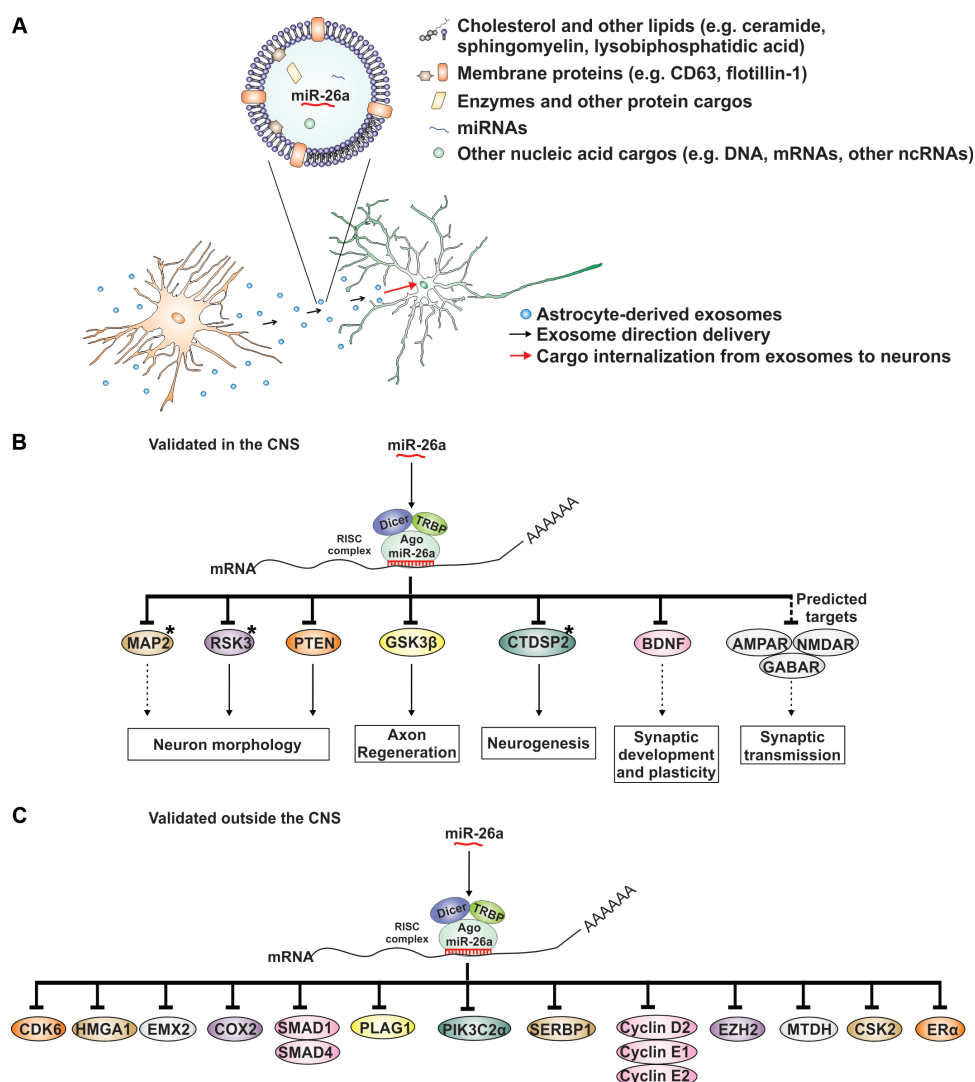 A
Cholesterol and other lipids (e.g. ceramide,
sphingomyelin, lysobiphosphatidic acid)
Membrane proteins (e.g. CD63, flotillin-1)
Enzymes and other protein cargos
miRNAs
Other nucleic acid cargos (e.g. DNA, mRNAs, other ncRNAs)
miR-26a
Astrocyte-derived exosomes
Exosome direction delivery
Cargo internalization from exosomes to neurons
B
Validated in the CNS
miR-26a
Dicer TRBP
RISC
complex
Ago
miR-26a
mRNA
AAAAAA
Predicted
targets
MAP2* RSK3* PTEN GSK3β CTDSP2* BDNF AMPAR NMDAR
GABAR
Neuron morphology
Axon
Regeneration
Neurogenesis
Synaptic
development
and plasticity
Synaptic
transmission
C
Validated outside the CNS
miR-26a
Dicer TRBP
RISC
complex
Ago
miR-26a
mRNA
AAAAAA
CDK6 HMGA1 EMX2 COX2 SMAD1 PLAG1 PIK3C2α SERBP1 Cyclin D2 EZH2 MTDH CSK2 ERα
SMAD4 Cyclin E1
Cyclin E2